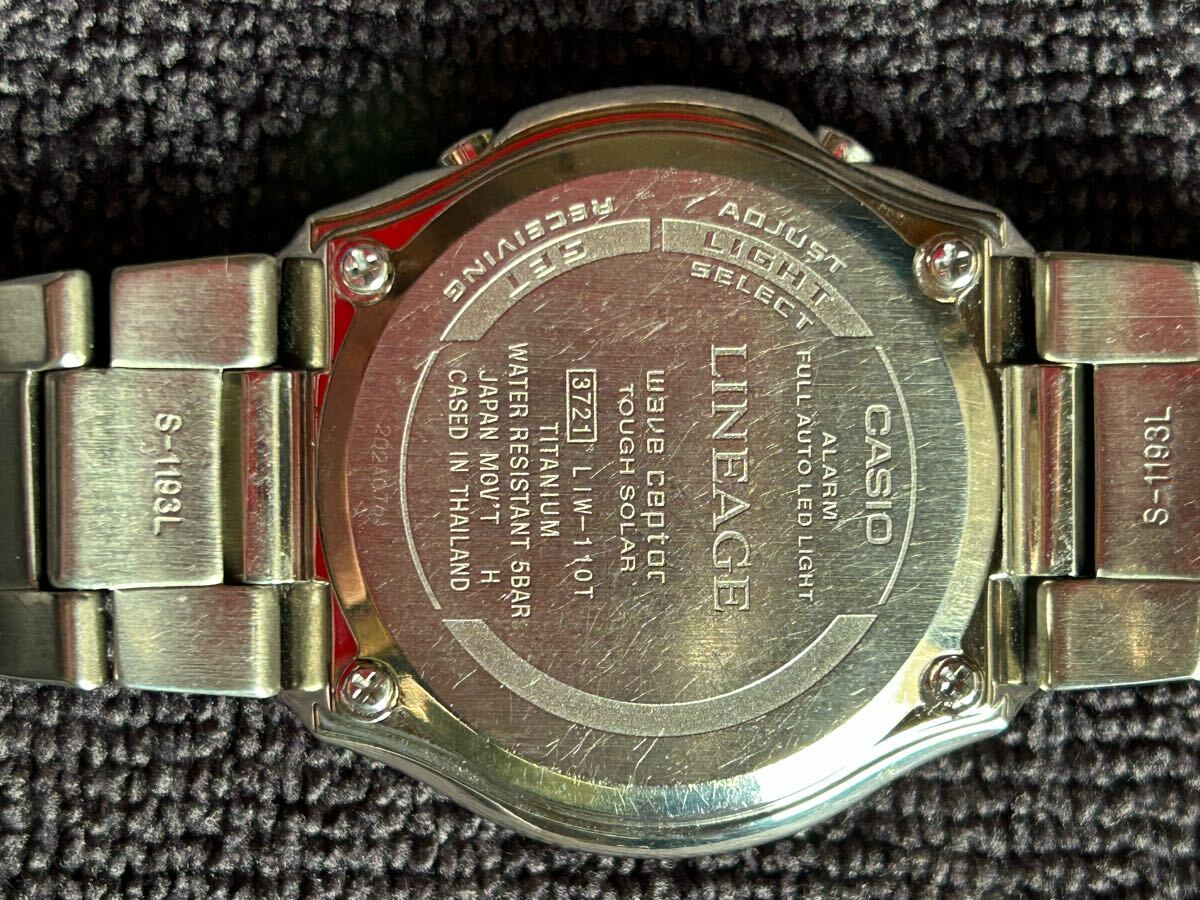 ADJUST
LIGHT
SELECT
RECEIVING
SET
CASIO
ALARM
FULL AUTO LED LIGHT
LINEAGE
wave ceptor
TOUGH SOLAR
3721 LIW-110T
TITANIUM
WATER RESISTANT 5BAR
JAPAN MOV'T H
CASED IN THAILAND
S-1193L
S-1193L